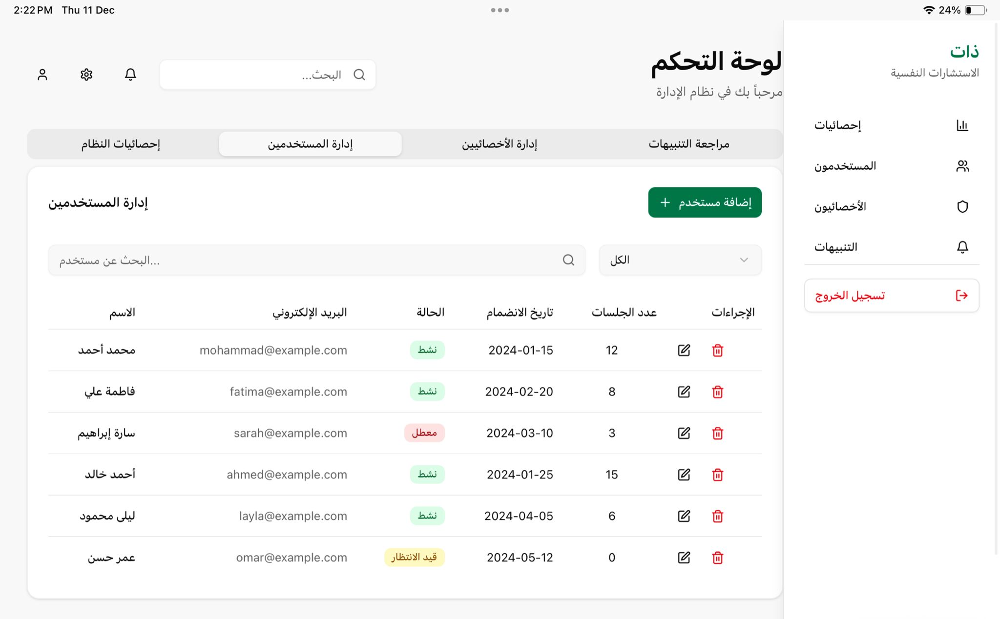 2:22 PM Thu 11 Dec
24%
ذات
الاستشارات النفسية
إحصائيات
المستخدمون
الأخصائيون
التنبيهات
تسجيل الخروج
لوحة التحكم
مرحباً بك في نظام الإدارة
البحث...
مراجعة التنبيهات
إدارة الأخصائيين
إدارة المستخدمين
إحصائيات النظام
إضافة مستخدم +
إدارة المستخدمين
الكل
البحث عن مستخدم...
الاسم البريد الإلكتروني الحالة تاريخ الانضمام عدد الجلسات الإجراءات
محمد أحمد mohammad@example.com نشط 2024-01-15 12
فاطمة علي fatima@example.com نشط 2024-02-20 8
سارة إبراهيم sarah@example.com معطل 2024-03-10 3
أحمد خالد ahmed@example.com نشط 2024-01-25 15
ليلى محمود layla@example.com نشط 2024-04-05 6
عمر حسن omar@example.com قيد الانتظار 2024-05-12 0